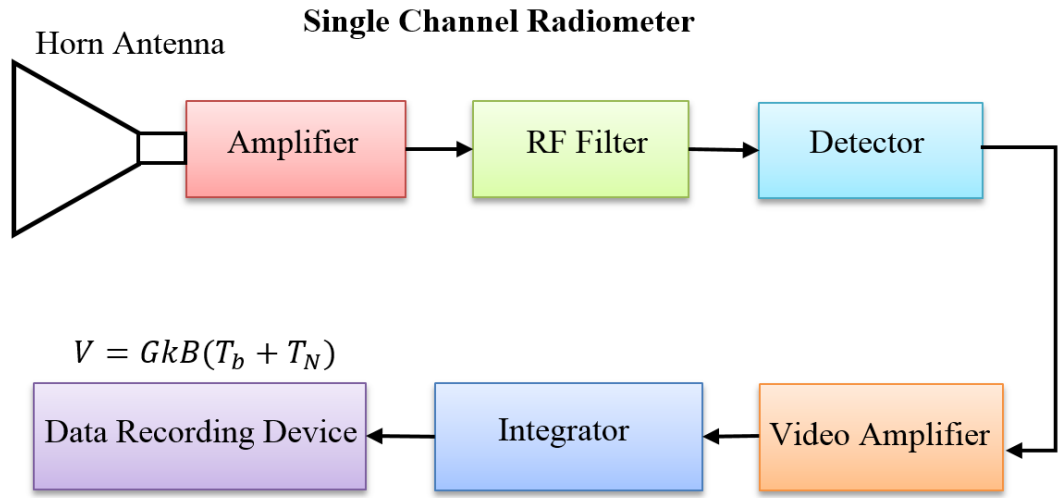 Single Channel Radiometer
Horn Antenna
Amplifier
RF Filter
Detector
V = GkB(T_b + T_N)
Data Recording Device
Integrator
Video Amplifier